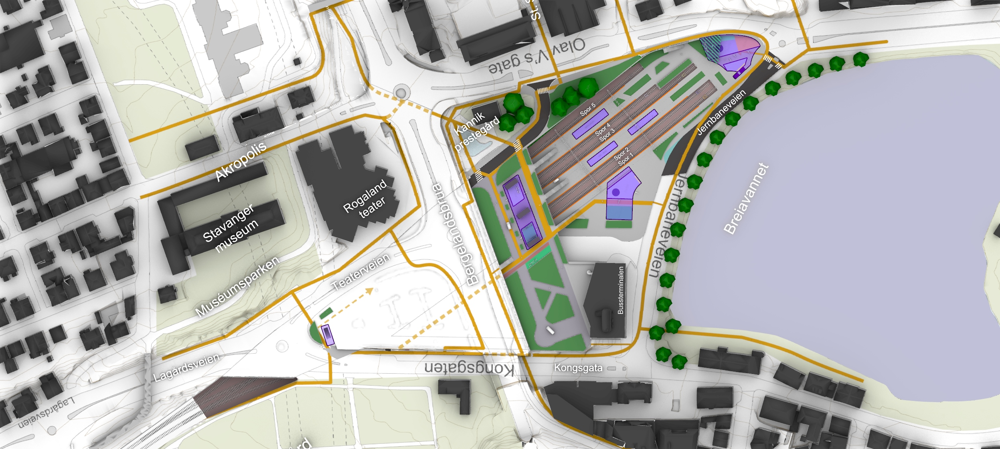 St.
Olav V's gate
Kannik
prestegård
Spor 5
Spor 4
Spor 3
Spor 2
Spor 1
Jernbaneveien
Akropolis
Rogaland
teater
Bergelandsbrua
Stavanger
museum
Jernbaneveien
Breiavannet
Muséumsparken
Teaterveien
Bussterminalen
Lagårdsveien
Kongsgaten
Kongsgata
Lagårdsveien